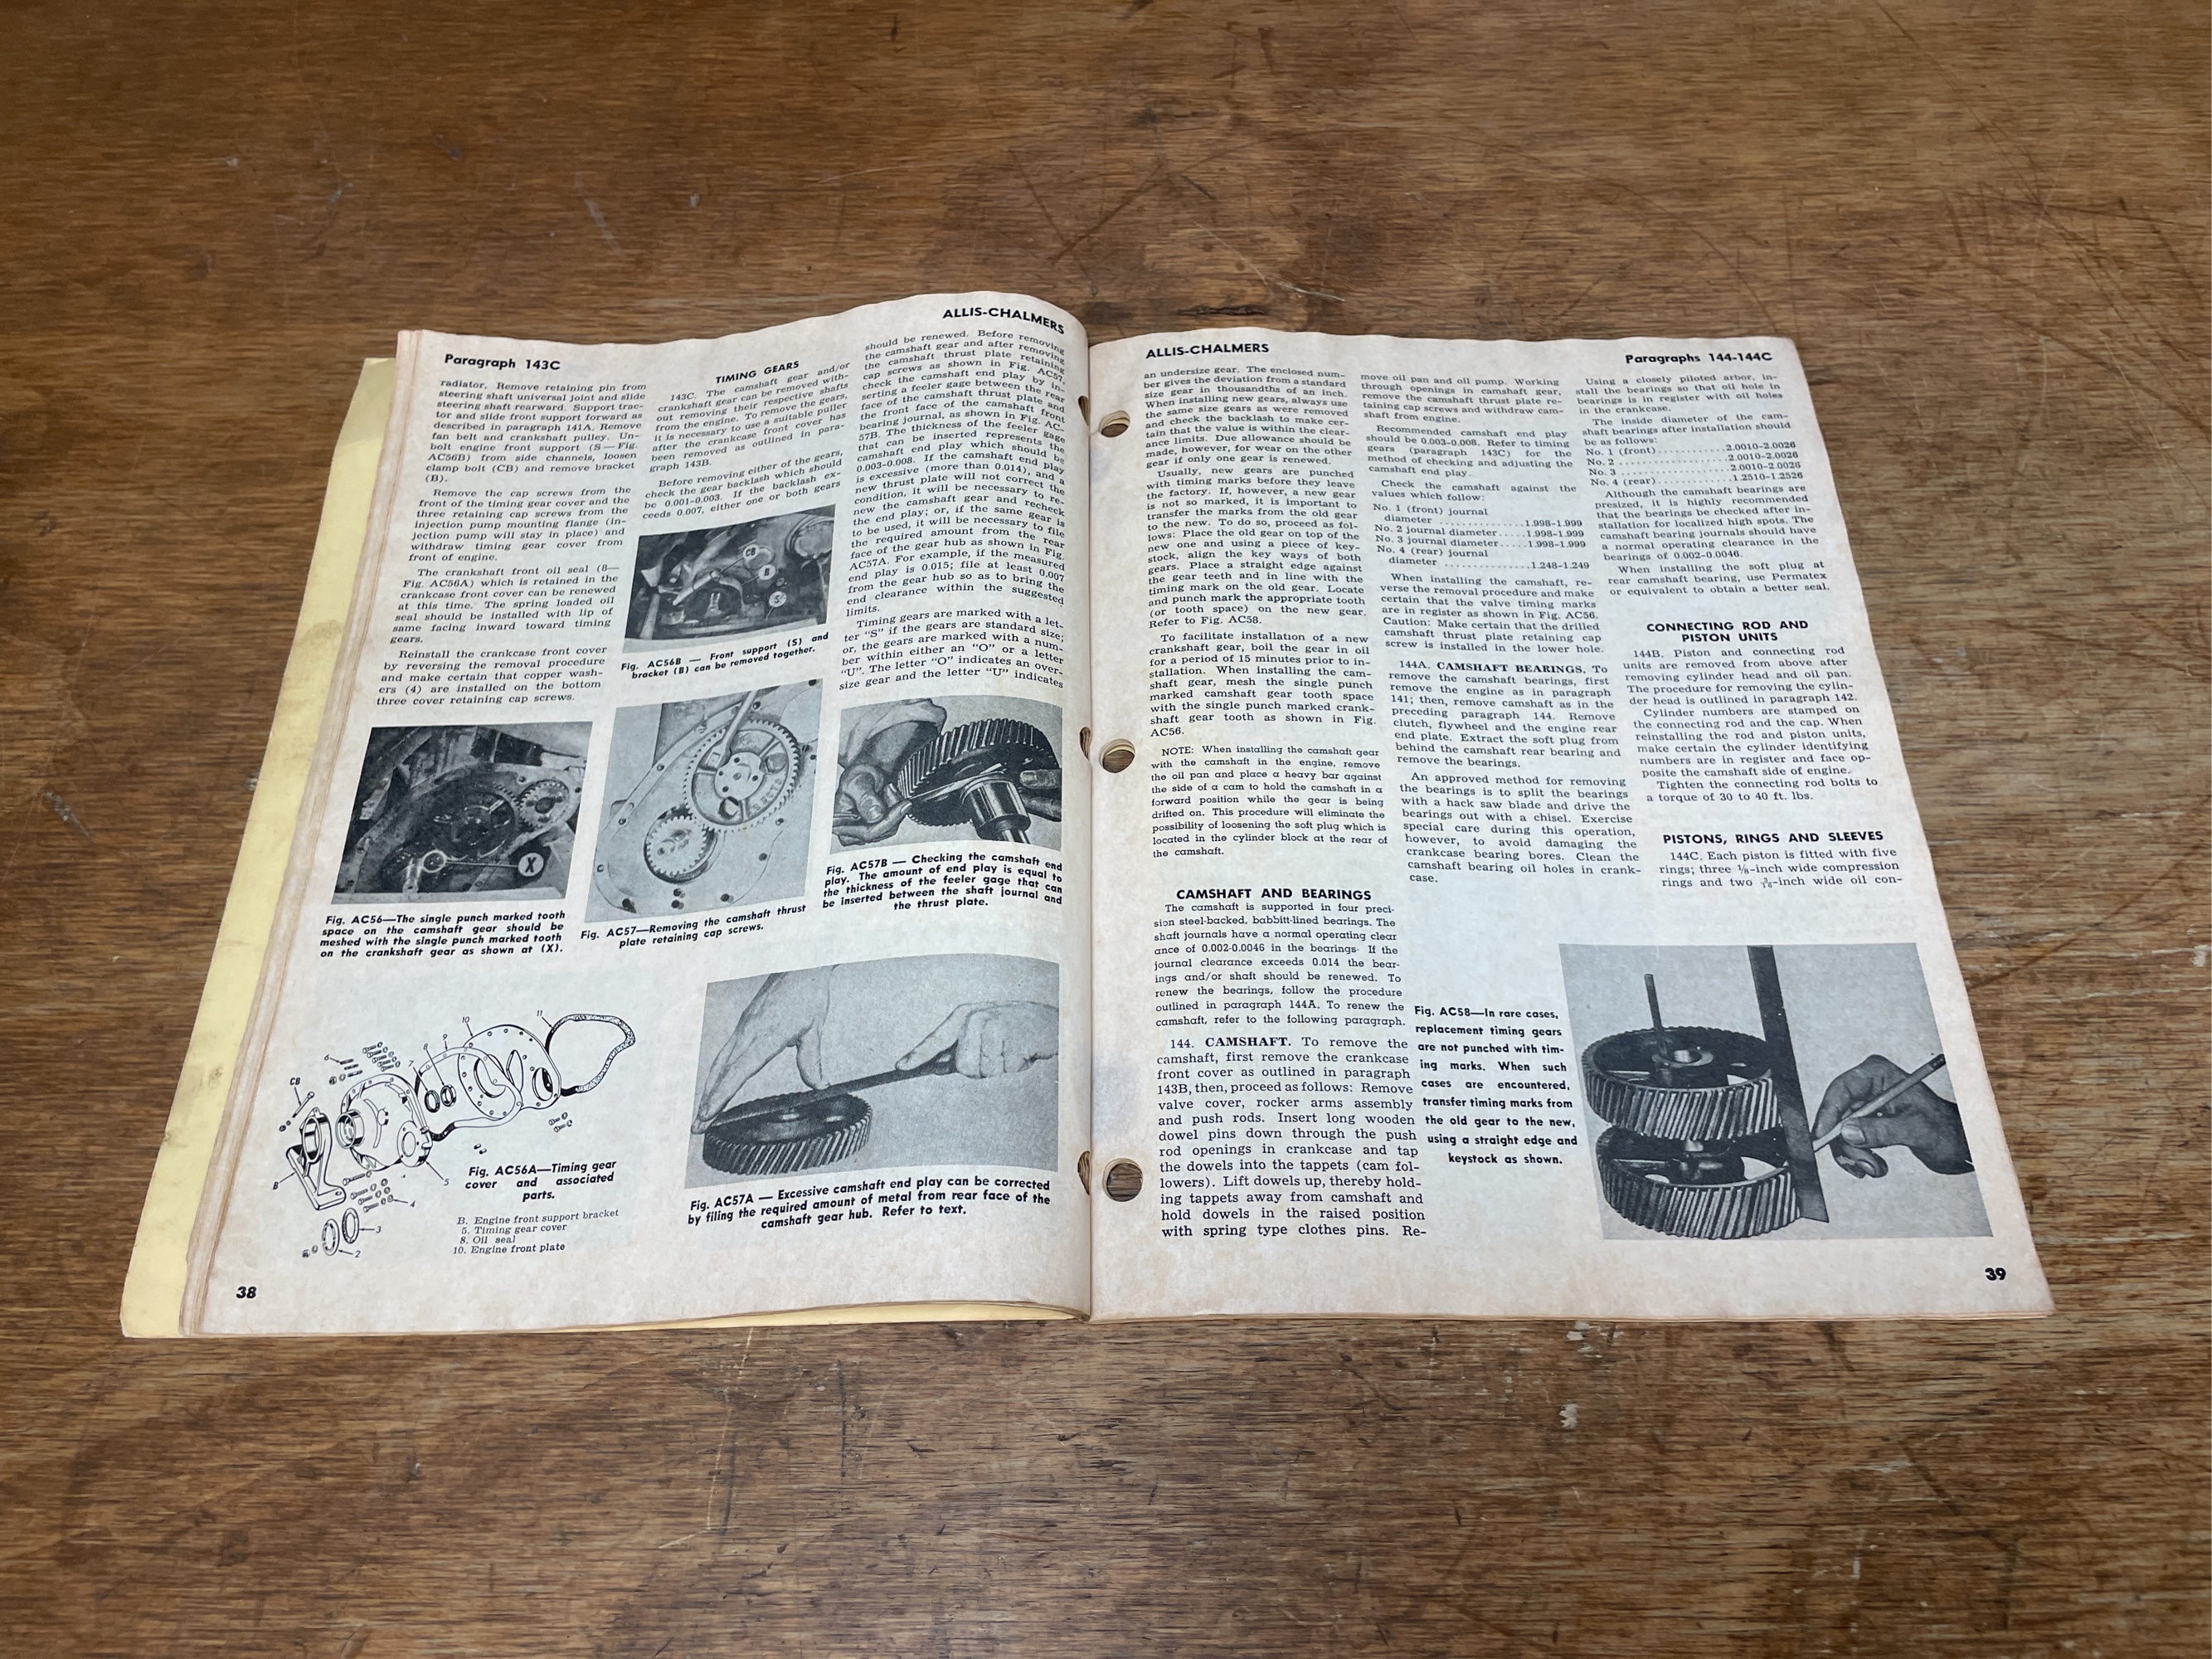 ALLIS-CHALMERS
Paragraph 143C
radiator. Remove retaining pin from
steering shaft universal joint and slide
steering shaft rearward. Support trac-
tor and slide front support forward as
described in paragraph 141A. Remove
fan belt and crankshaft pulley. Un-
bolt engine front support (S—Fig.
AC56B) from side channels, loosen
clamp bolt (CB) and remove bracket
(B).
Remove the cap screws from the
front of the timing gear cover and the
three retaining cap screws from the
injection pump mounting flange (in-
jection pump will stay in place) and
withdraw timing gear cover from
front of engine.
The crankshaft front oil seal (8—
Fig. AC56A) which is retained in the
crankcase front cover can be renewed
at this time. The spring loaded oil
seal should be installed with lip of
same facing inward toward timing
gears.
Reinstall the crankcase front cover
by reversing the removal procedure
and make certain that copper wash-
ers (4) are installed on the bottom
three cover retaining cap screws.
X
Fig. AC56—The single punch marked tooth
space on the camshaft gear should be
meshed with the single punch marked tooth
on the crankshaft gear as shown at (X).
TIMING GEARS
143C. The camshaft gear and/or
crankshaft gear can be removed with-
out removing their respective shafts
from the engine. To remove the gears,
it is necessary to use a suitable puller
after the crankcase front cover has
been removed as outlined in para-
graph 143B.
Before removing either of the gears,
check the gear backlash which should
be 0.001-0.003. If the backlash ex-
ceeds 0.007, either one or both gears
CB
B
S
Fig. AC56B — Front support (S) and
bracket (B) can be removed together.
Fig. AC57—Removing the camshaft thrust
plate retaining cap screws.
should be renewed. Before removing
the camshaft gear and after removing
the camshaft thrust plate retaining
cap screws as shown in Fig. AC57,
check the camshaft end play by in-
serting a feeler gage between the rear
face of the camshaft thrust plate and
the front face of the camshaft front
bearing journal, as shown in Fig. AC-
57B. The thickness of the feeler gage
that can be inserted represents the
camshaft end play which should be
0.003-0.008. If the camshaft end play
is excessive (more than 0.014), and a
new thrust plate will not correct the
condition, it will be necessary to re-
new the camshaft gear and recheck
the end play; or, if the same gear is
to be used, it will be necessary to file
the required amount from the rear
face of the gear hub as shown in Fig.
AC57A. For example, if the measured
end play is 0.015; file at least 0.007
from the gear hub so as to bring the
end clearance within the suggested
limits.
Timing gears are marked with a let-
ter "S" if the gears are standard size;
or, the gears are marked with a num-
ber within either an "O" or a letter
"U". The letter "O" indicates an over-
size gear and the letter "U" indicates
Fig. AC57B — Checking the camshaft end
play. The amount of end play is equal to
the thickness of the feeler gage that can
be inserted between the shaft journal and
the thrust plate.
CB
6
7
8
9
10
11
B
5
4
3
2
Fig. AC56A—Timing gear
cover and associated
parts.
B. Engine front support bracket
5. Timing gear cover
8. Oil seal
10. Engine front plate
Fig. AC57A — Excessive camshaft end play can be corrected
by filing the required amount of metal from rear face of the
camshaft gear hub. Refer to text.
38
ALLIS-CHALMERS
Paragraphs 144-144C
an undersize gear. The enclosed num-
ber gives the deviation from a standard
size gear in thousandths of an inch.
When installing new gears, always use
the same size gears as were removed
and check the backlash to make cer-
tain that the value is within the clear-
ance limits. Due allowance should be
made, however, for wear on the other
gear if only one gear is renewed.
Usually, new gears are punched
with timing marks before they leave
the factory. If, however, a new gear
is not so marked, it is important to
transfer the marks from the old gear
to the new. To do so, proceed as fol-
lows: Place the old gear on top of the
new one and using a piece of key-
stock, align the key ways of both
gears. Place a straight edge against
the gear teeth and in line with the
timing mark on the old gear. Locate
and punch mark the appropriate tooth
(or tooth space) on the new gear.
Refer to Fig. AC58.
To facilitate installation of a new
crankshaft gear, boil the gear in oil
for a period of 15 minutes prior to in-
stallation. When installing the cam-
shaft gear, mesh the single punch
marked camshaft gear tooth space
with the single punch marked crank-
shaft gear tooth as shown in Fig.
AC56.
NOTE: When installing the camshaft gear
with the camshaft in the engine, remove
the oil pan and place a heavy bar against
the side of a cam to hold the camshaft in a
forward position while the gear is being
drifted on. This procedure will eliminate the
possibility of loosening the soft plug which is
located in the cylinder block at the rear of
the camshaft.
CAMSHAFT AND BEARINGS
The camshaft is supported in four preci-
sion steel-backed, babbitt-lined bearings. The
shaft journals have a normal operating clear
ance of 0.002-0.0046 in the bearings. If the
journal clearance exceeds 0.014 the bear-
ings and/or shaft should be renewed. To
renew the bearings, follow the procedure
outlined in paragraph 144A. To renew the
camshaft, refer to the following paragraph.
144. CAMSHAFT. To remove the
camshaft, first remove the crankcase
front cover as outlined in paragraph
143B, then, proceed as follows: Remove
valve cover, rocker arms assembly
and push rods. Insert long wooden
dowel pins down through the push
rod openings in crankcase and tap
the dowels into the tappets (cam fol-
lowers). Lift dowels up, thereby hold-
ing tappets away from camshaft and
hold dowels in the raised position
with spring type clothes pins. Re-
move oil pan and oil pump. Working
through openings in camshaft gear,
remove the camshaft thrust plate re-
taining cap screws and withdraw cam-
shaft from engine.
Recommended camshaft end play
should be 0.003-0.008. Refer to timing
gears (paragraph 143C) for the
method of checking and adjusting the
camshaft end play.
Check the camshaft against the
values which follow:
No. 1 (front) journal
diameter ..............1.998-1.999
No. 2 journal diameter.....1.998-1.999
No. 3 journal diameter.....1.998-1.999
No. 4 (rear) journal
diameter ..............1.248-1.249
When installing the camshaft, re-
verse the removal procedure and make
certain that the valve timing marks
are in register as shown in Fig. AC56.
Caution: Make certain that the drilled
camshaft thrust plate retaining cap
screw is installed in the lower hole.
144A. CAMSHAFT BEARINGS. To
remove the camshaft bearings, first
remove the engine as in paragraph
141; then, remove camshaft as in the
preceding paragraph 144. Remove
clutch, flywheel and the engine rear
end plate. Extract the soft plug from
behind the camshaft rear bearing and
remove the bearings.
An approved method for removing
the bearings is to split the bearings
with a hack saw blade and drive the
bearings out with a chisel. Exercise
special care during this operation,
however, to avoid damaging the
crankcase bearing bores. Clean the
camshaft bearing oil holes in crank-
case.
Using a closely piloted arbor, in-
stall the bearings so that oil hole in
bearings is in register with oil holes
in the crankcase.
The inside diameter of the cam-
shaft bearings after installation should
be as follows:
No. 1 (front) ..............2.0010-2.0026
No. 2 ......................2.0010-2.0026
No. 3 ......................2.0010-2.0026
No. 4 (rear) ...............1.2510-1.2526
Although the camshaft bearings are
presized, it is highly recommended
that the bearings be checked after in-
stallation for localized high spots. The
camshaft bearing journals should have
a normal operating clearance in the
bearings of 0.002-0.0046.
When installing the soft plug at
rear camshaft bearing, use Permatex
or equivalent to obtain a better seal.
CONNECTING ROD AND
PISTON UNITS
144B. Piston and connecting rod
units are removed from above after
removing cylinder head and oil pan.
The procedure for removing the cylin-
der head is outlined in paragraph 142.
Cylinder numbers are stamped on
the connecting rod and the cap. When
reinstalling the rod and piston units,
make certain the cylinder identifying
numbers are in register and face op-
posite the camshaft side of engine.
Tighten the connecting rod bolts to
a torque of 30 to 40 ft. lbs.
PISTONS, RINGS AND SLEEVES
144C. Each piston is fitted with five
rings; three ⅛-inch wide compression
rings and two 3/16-inch wide oil con-
Fig. AC58—In rare cases,
replacement timing gears
are not punched with tim-
ing marks. When such
cases are encountered,
transfer timing marks from
the old gear to the new,
using a straight edge and
keystock as shown.
39